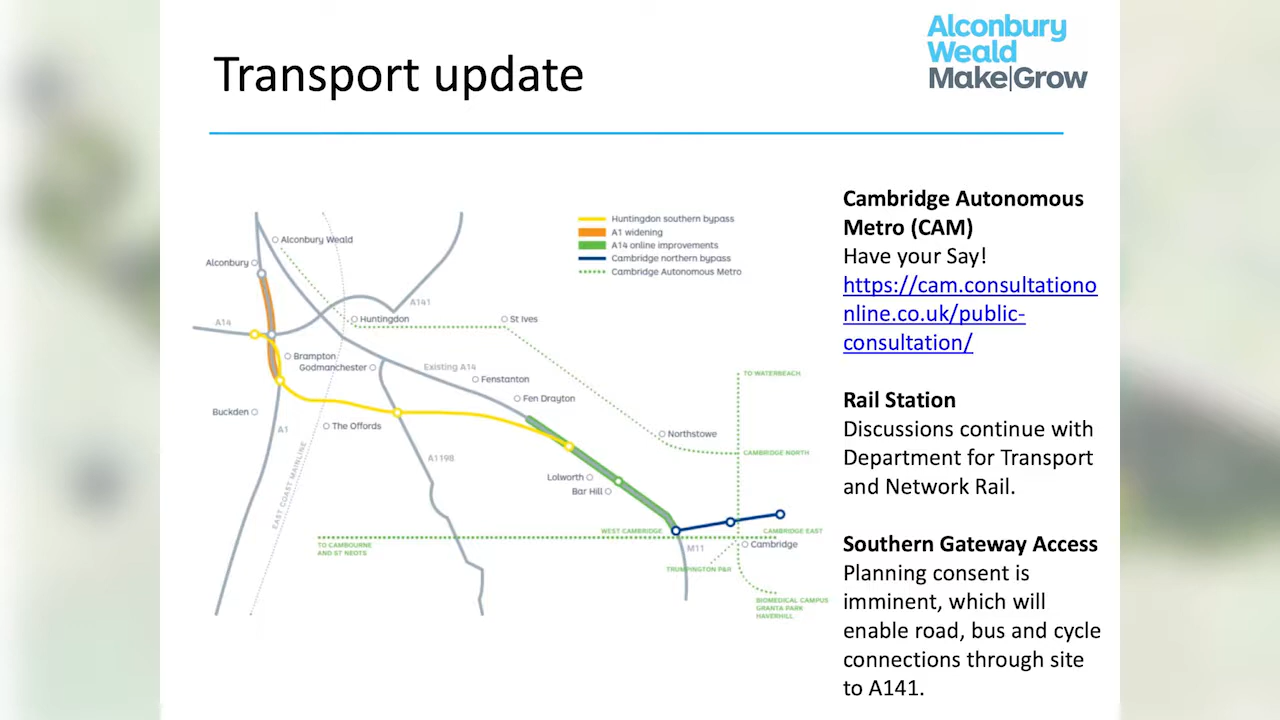 Alconbury
Weald
Make|Grow
Transport update
Huntingdon southern bypass
A1 widening
A14 online improvements
Cambridge northern bypass
Cambridge Autonomous Metro
Alconbury Weald
Alconbury
A141
A14
Huntingdon
St Ives
Brampton
Godmanchester
Existing A14
Fenstanton
TO WATERBEACH
Fen Drayton
Buckden
A1
The Offords
Northstowe
EAST COAST MAINLINE
A1198
CAMBRIDGE NORTH
Lolworth
Bar Hill
WEST CAMBRIDGE
CAMBRIDGE EAST
TO CAMBOURNE
AND ST NEOTS
M11
Cambridge
TRUMPINGTON P&R
BIOMEDICAL CAMPUS
GRANTA PARK
HAVERHILL
Cambridge Autonomous
Metro (CAM)
Have your Say!
https://cam.consultationo
nline.co.uk/public-
consultation/
Rail Station
Discussions continue with
Department for Transport
and Network Rail.
Southern Gateway Access
Planning consent is
imminent, which will
enable road, bus and cycle
connections through site
to A141.